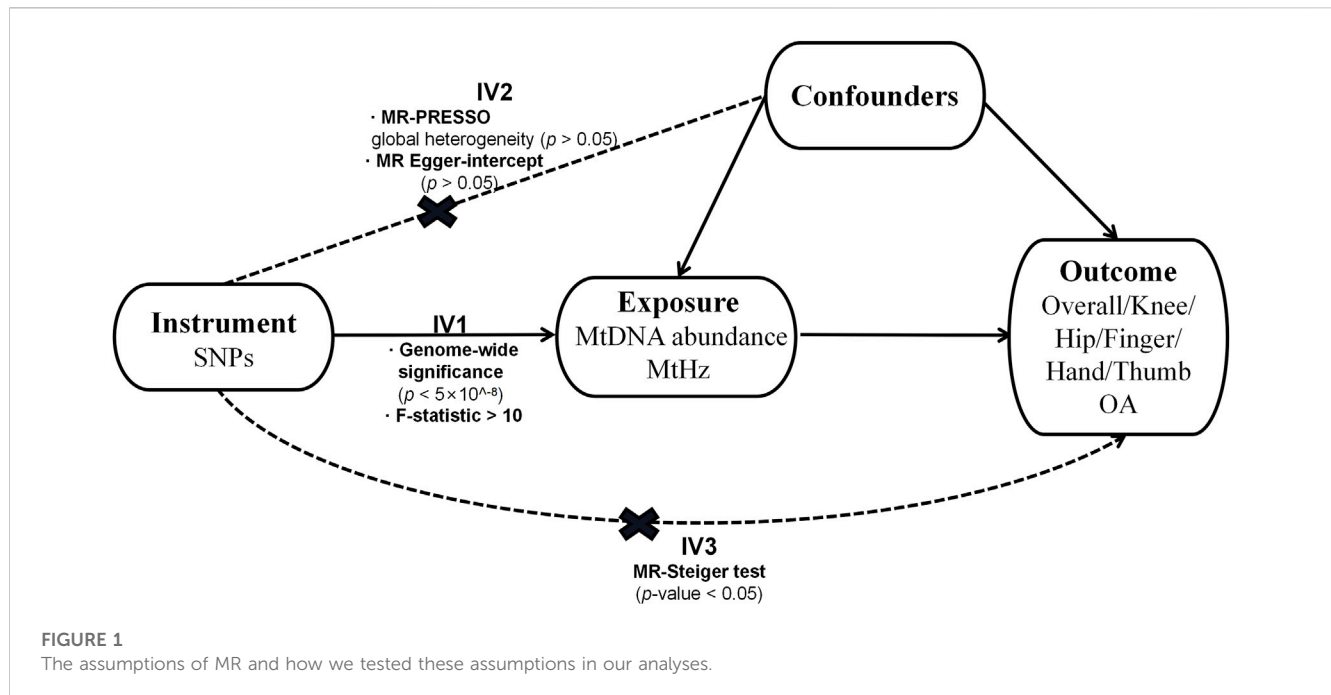 Confounders
IV2
· MR-PRESSO
global heterogeneity (p > 0.05)
· MR Egger-intercept
(p > 0.05)
Instrument
SNPs
IV1
· Genome-wide
significance
(p < 5×10^-8)
· F-statistic > 10
Exposure
MtDNA abundance
MtHz
Outcome
Overall/Knee/
Hip/Finger/
Hand/Thumb
OA
IV3
MR-Steiger test
(p-value < 0.05)
FIGURE 1
The assumptions of MR and how we tested these assumptions in our analyses.